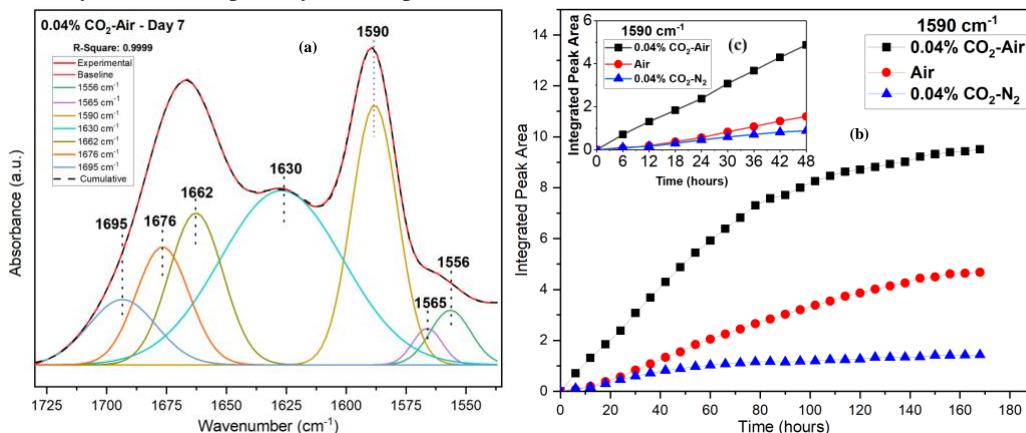 0.04% CO₂-Air - Day 7
(a)
R-Square: 0.9999
Experimental
Baseline
1556 cm⁻¹
1565 cm⁻¹
1590 cm⁻¹
1630 cm⁻¹
1662 cm⁻¹
1676 cm⁻¹
1695 cm⁻¹
Cumulative
1590
1630
1662
1676
1695
1565
1556
Absorbance (a.u.)
1725 1700 1675 1650 1625 1600 1575 1550
Wavenumber (cm⁻¹)
14
12
10
8
6
4
2
0
Integrated Peak Area
1590 cm⁻¹
0.04% CO₂-Air
Air
0.04% CO₂-N₂
(b)
0 20 40 60 80 100 120 140 160 180
Time (hours)
1590 cm⁻¹
(c)
0.04% CO₂-Air
Air
0.04% CO₂-N₂
6
4
2
0
Integrated Peak Area
0 6 12 18 24 30 36 42 48
Time (hours)